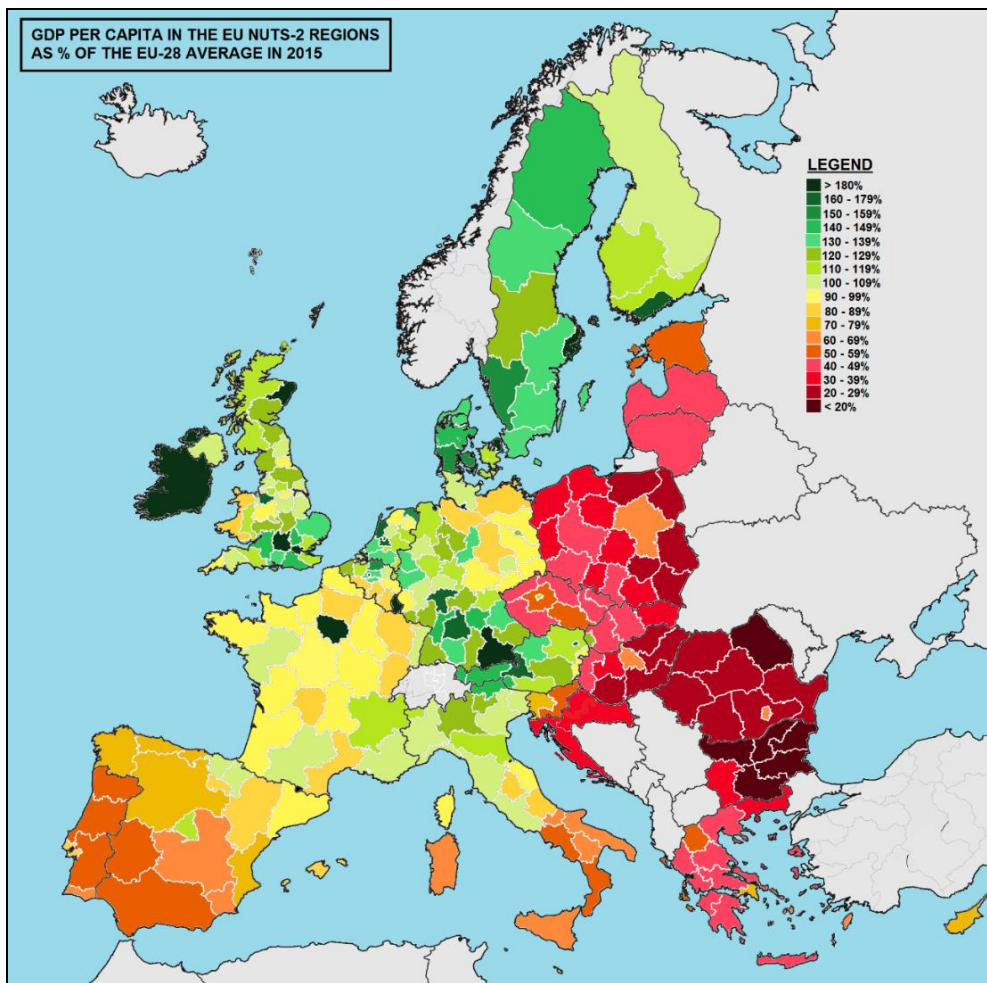 GDP PER CAPITA IN THE EU NUTS-2 REGIONS
AS % OF THE EU-28 AVERAGE IN 2015
LEGEND
> 180%
160 - 179%
150 - 159%
140 - 149%
130 - 139%
120 - 129%
110 - 119%
100 - 109%
90 - 99%
80 - 89%
70 - 79%
60 - 69%
50 - 59%
40 - 49%
30 - 39%
20 - 29%
< 20%